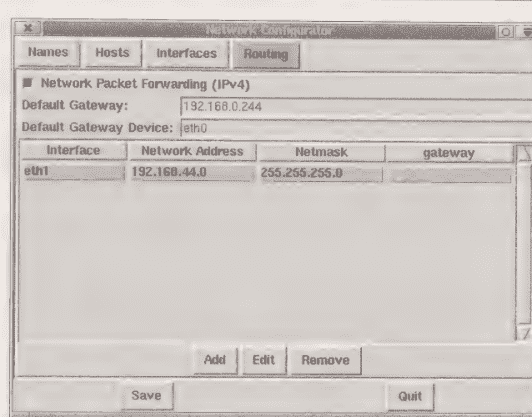 Network Configurator
Names Hosts Interfaces Routing
Network Packet Forwarding (IPv4)
Default Gateway: 192.168.0.244
Default Gateway Device: eth0
Interface Network Address Netmask gateway
eth1 192.168.44.0 255.255.255.0
Add Edit Remove
Save Quit